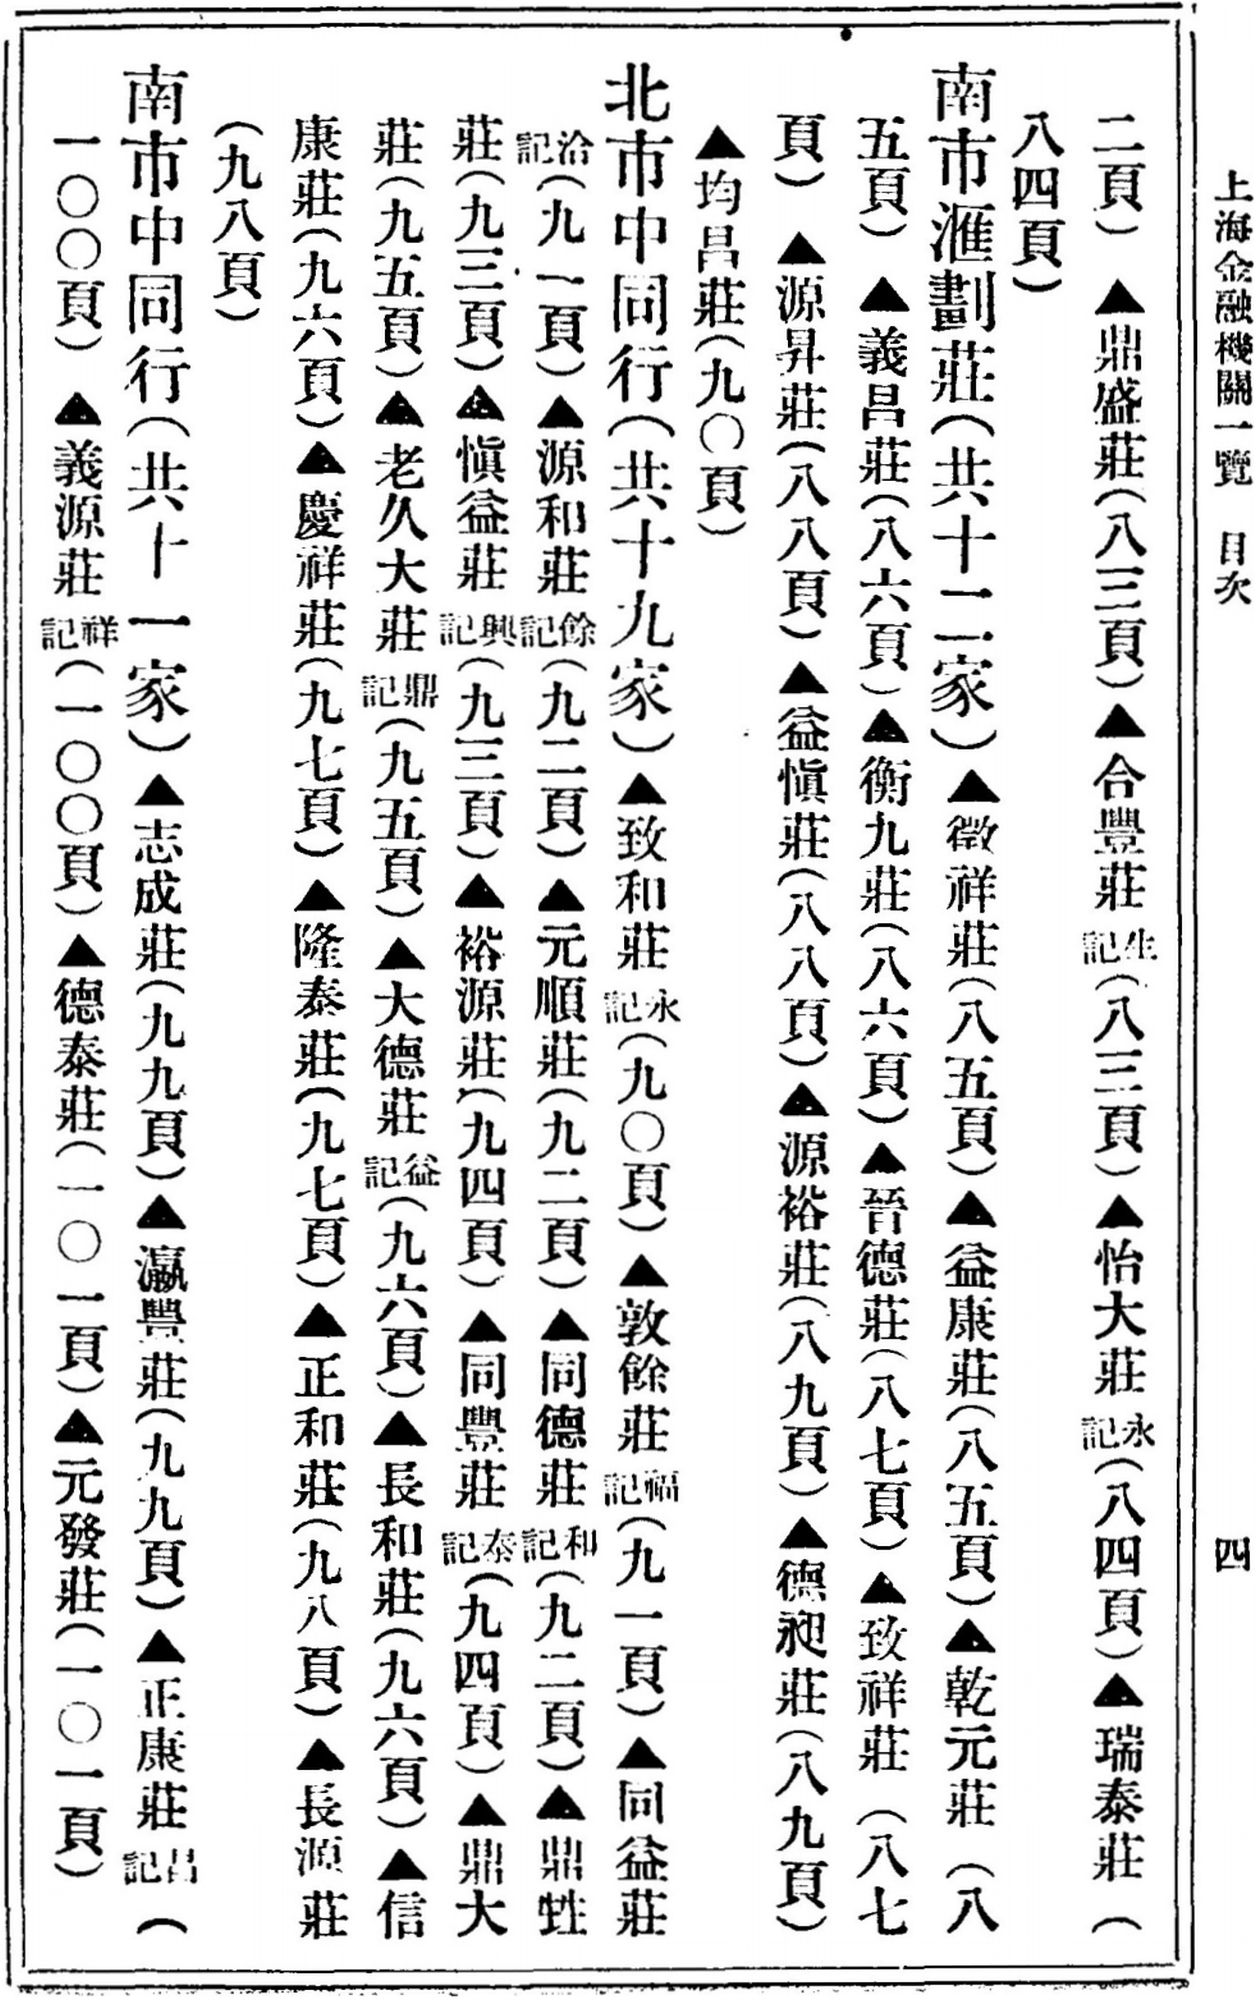 上海金融機關一覽　目次　四
二頁）　▲鼎盛莊（八三頁）▲合豐莊生記（八三頁）▲怡大莊永記（八四頁）▲瑞泰莊（
八四頁）
南市滙劃莊（共十二家）▲徵祥莊（八五頁）▲益康莊（八五頁）▲乾元莊（八
五頁）　▲義昌莊（八六頁）▲衡九莊（八六頁）▲晉德莊（八七頁）▲致祥莊（八七
頁）　▲源昇莊（八八頁）▲益愼莊（八八頁）▲源裕莊（八九頁）▲德昶莊（八九頁）
▲均昌莊（九〇頁）
北市中同行（共十九家）▲致和莊永記（九〇頁）▲敦餘莊福記（九一頁）▲同益莊
洽記（九一頁）▲源和莊餘記（九二頁）▲元順莊（九二頁）▲同德莊和記（九二頁）▲鼎甡
莊（九三頁）▲愼益莊興記（九三頁）▲裕源莊（九四頁）▲同豐莊泰記（九四頁）▲鼎大
莊（九五頁）▲老久大莊鼎記（九五頁）▲大德莊益記（九六頁）▲長和莊（九六頁）▲信
康莊（九六頁）▲慶祥莊（九七頁）▲隆泰莊（九七頁）▲正和莊（九八頁）▲長源莊
（九八頁）
南市中同行（共十一家）▲志成莊（九九頁）▲瀛豐莊（九九頁）▲正康莊昌記（
一〇〇頁）　▲義源莊祥記（一〇〇頁）▲德泰莊（一〇一頁）▲元發莊（一〇一頁）